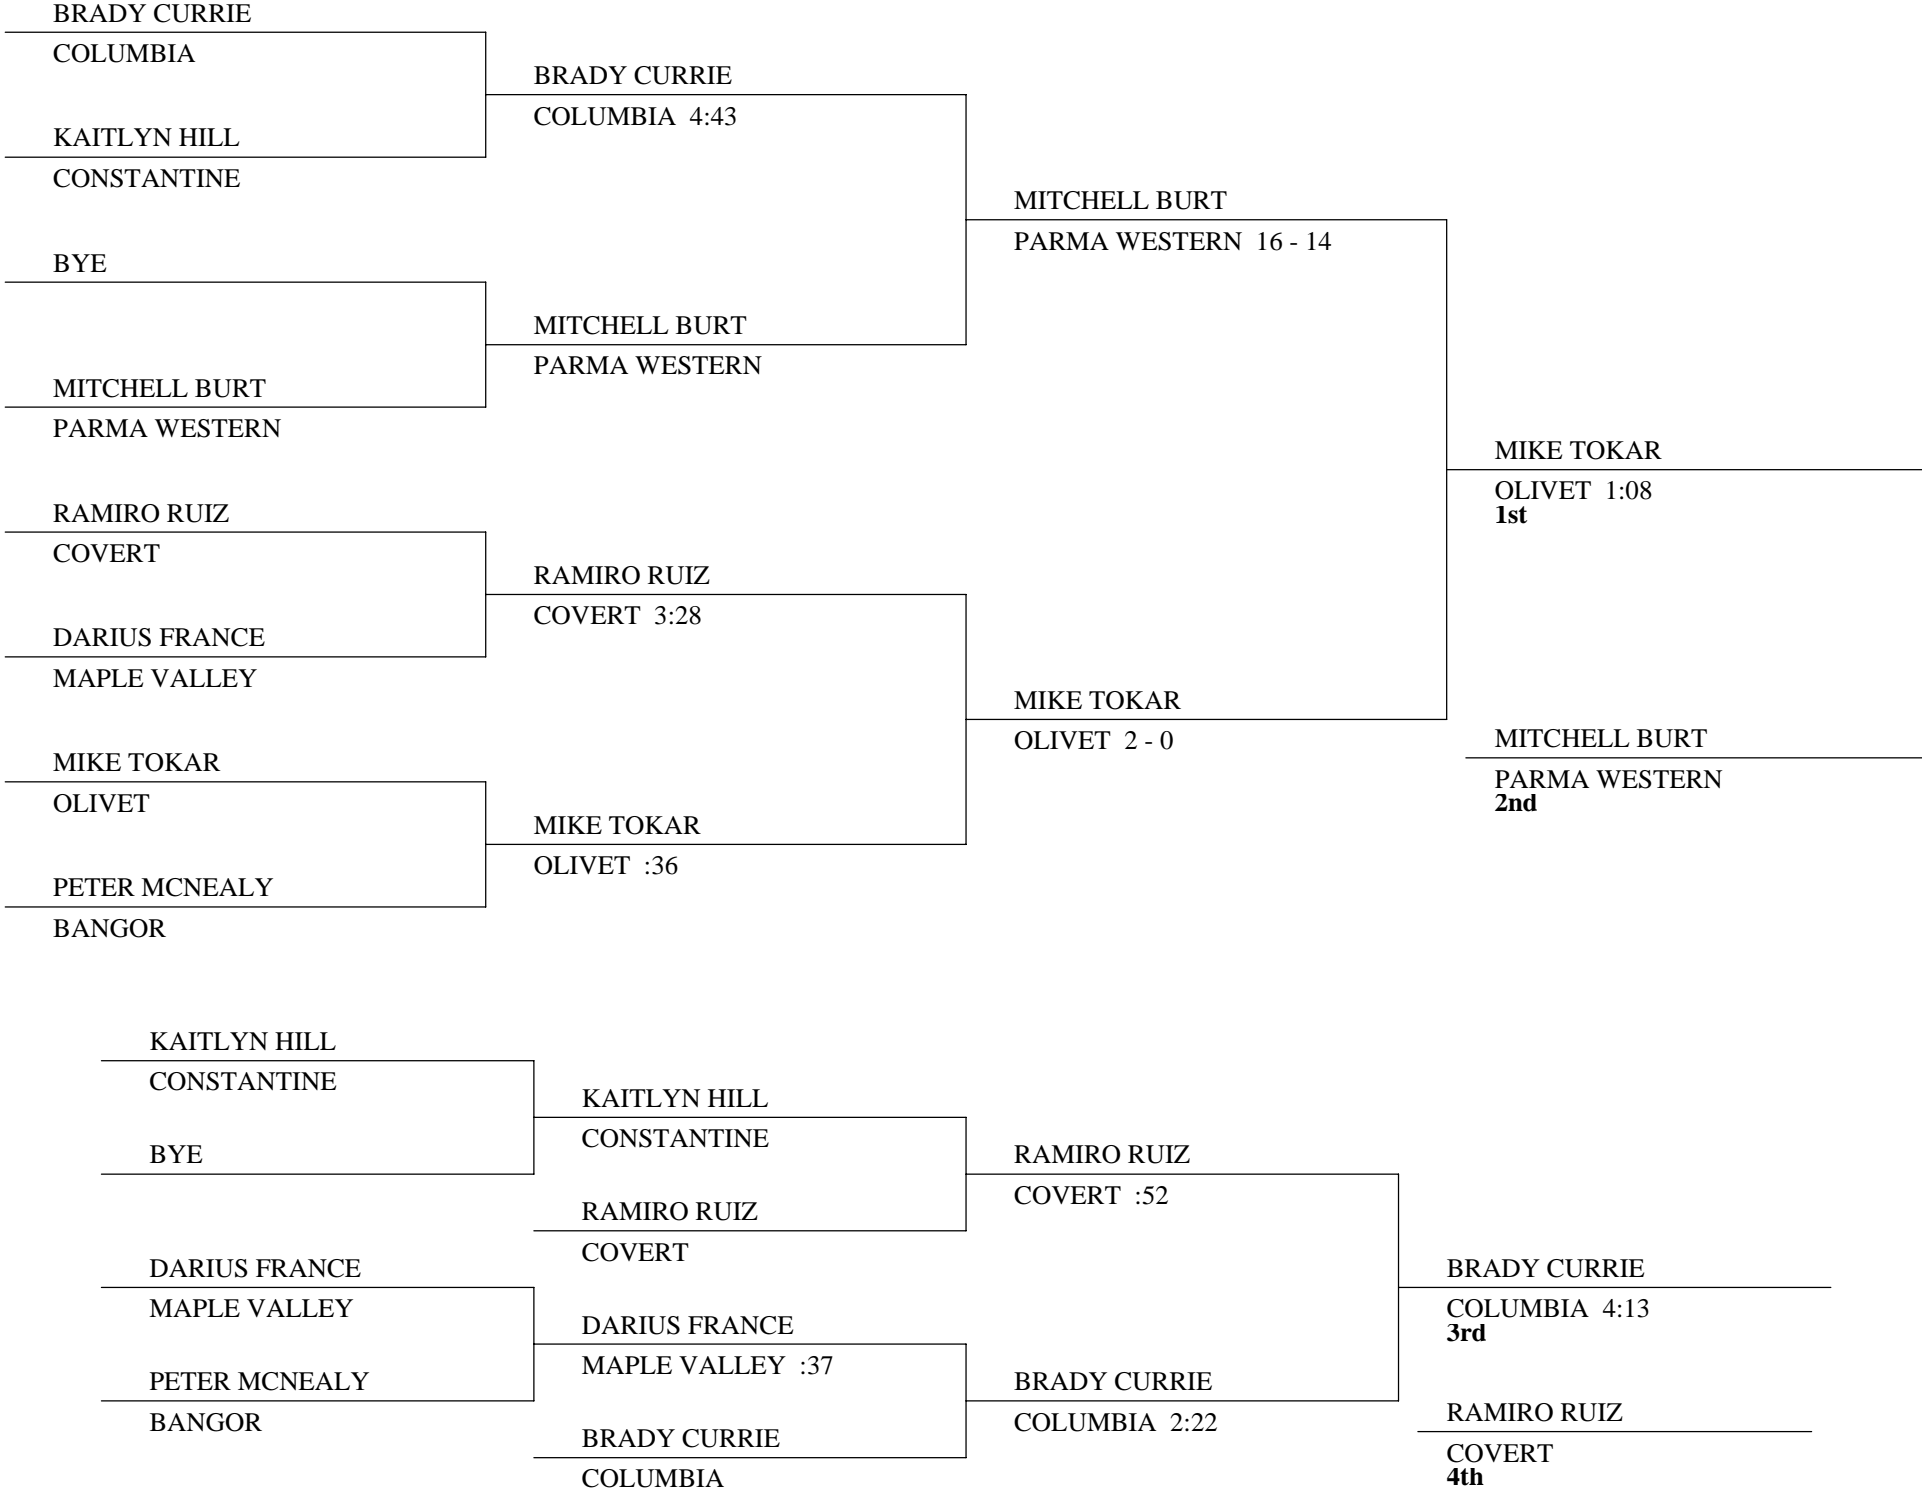 BRADY CURRIE
COLUMBIA
KAITLYN HILL
CONSTANTINE
BYE
MITCHELL BURT
PARMA WESTERN
RAMIRO RUIZ
COVERT
DARIUS FRANCE
MAPLE VALLEY
MIKE TOKAR
OLIVET
PETER MCNEALY
BANGOR
BRADY CURRIE
COLUMBIA 4:43
MITCHELL BURT
PARMA WESTERN
RAMIRO RUIZ
COVERT 3:28
MIKE TOKAR
OLIVET :36
MITCHELL BURT
PARMA WESTERN 16 - 14
MIKE TOKAR
OLIVET 2 - 0
MIKE TOKAR
OLIVET 1:08
1st
MITCHELL BURT
PARMA WESTERN
2nd
KAITLYN HILL
CONSTANTINE
BYE
DARIUS FRANCE
MAPLE VALLEY
PETER MCNEALY
BANGOR
KAITLYN HILL
CONSTANTINE
RAMIRO RUIZ
COVERT
DARIUS FRANCE
MAPLE VALLEY :37
BRADY CURRIE
COLUMBIA
RAMIRO RUIZ
COVERT :52
BRADY CURRIE
COLUMBIA 2:22
BRADY CURRIE
COLUMBIA 4:13
3rd
RAMIRO RUIZ
COVERT
4th